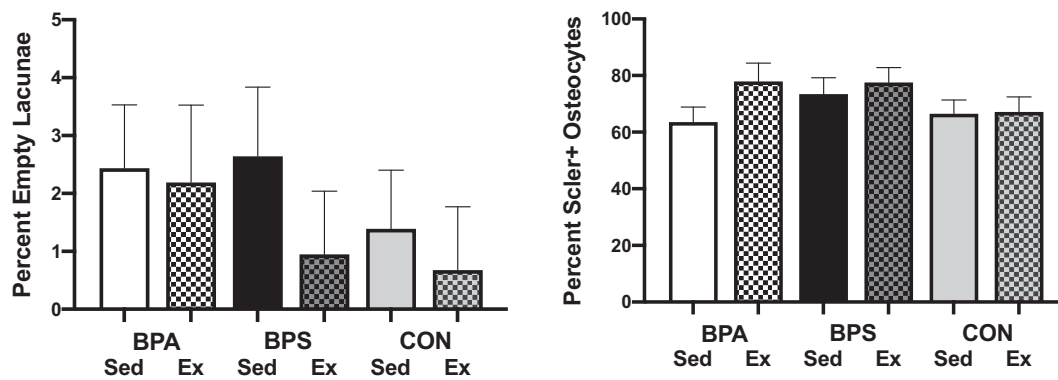 Percent Empty Lacunae
5
4
3
2
1
0
BPA BPS CON
Sed Ex Sed Ex Sed Ex
Percent Scler+ Osteocytes
100
80
60
40
20
0
BPA BPS CON
Sed Ex Sed Ex Sed Ex